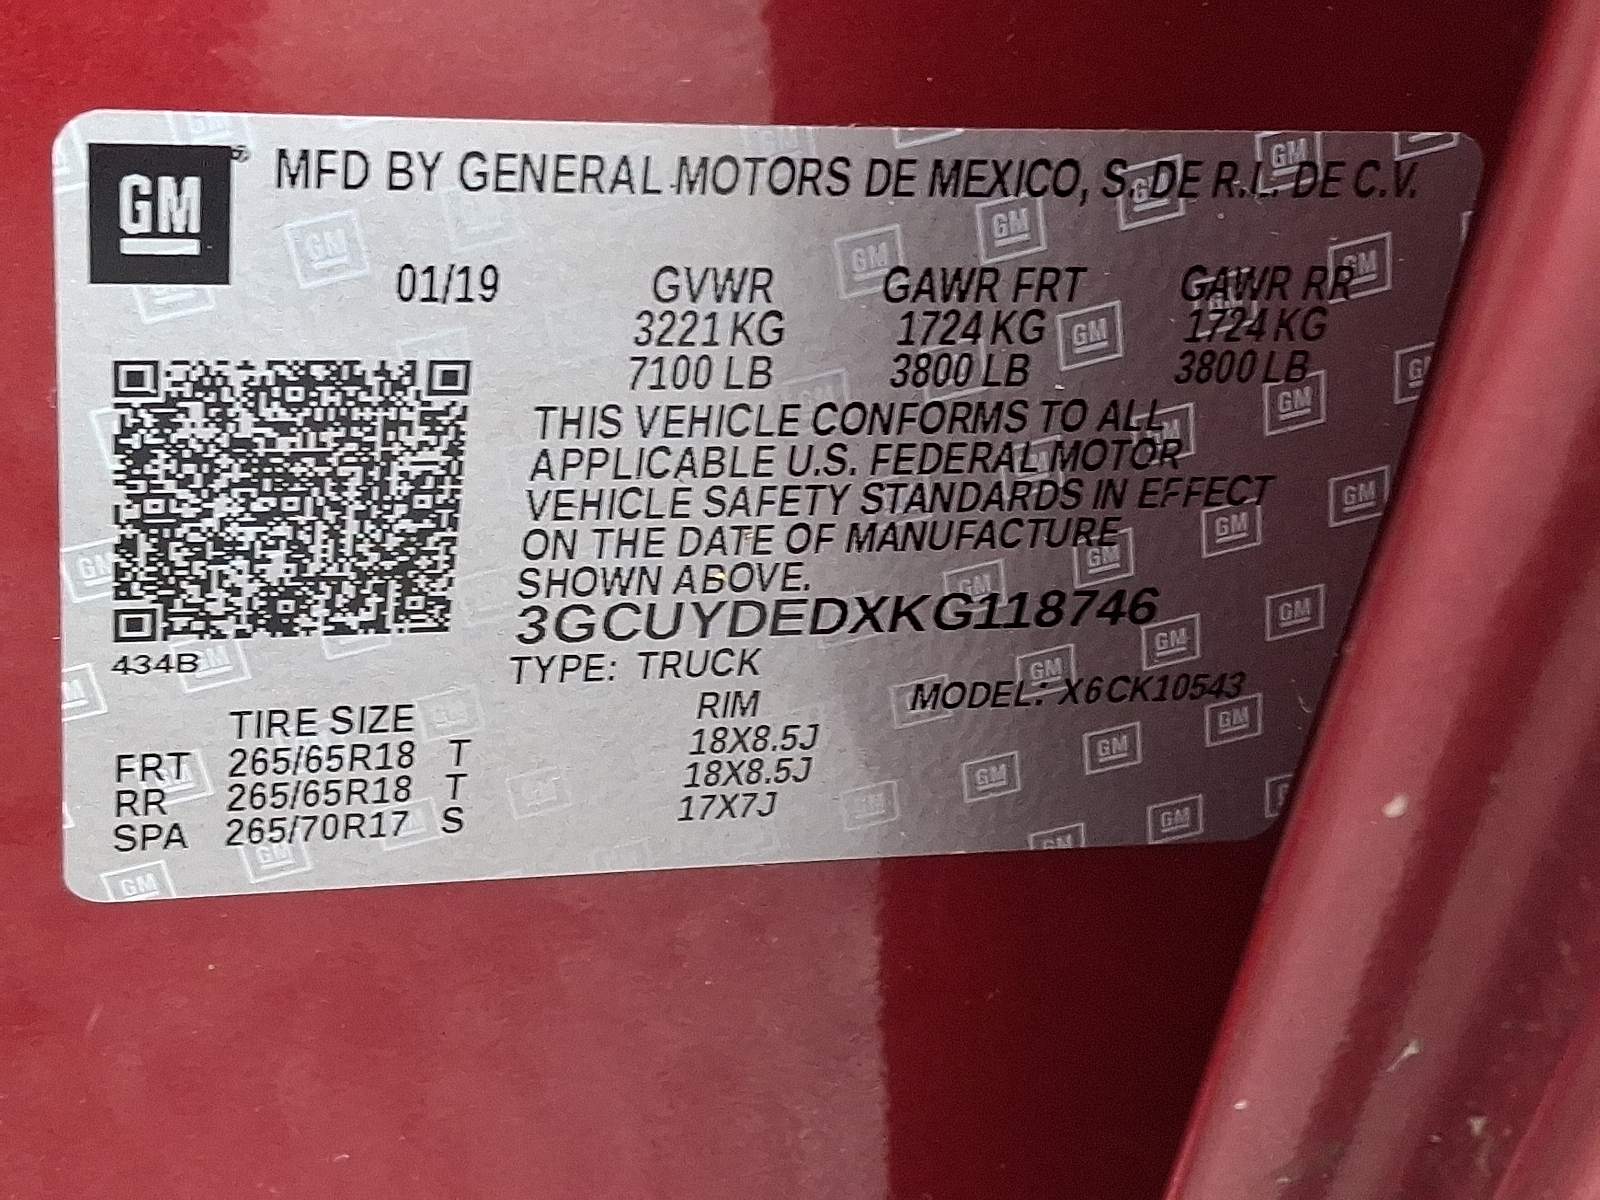 GM
MFD BY GENERAL MOTORS DE MEXICO, S. DE R.L. DE C.V.
01/19 GVWR GAWR FRT GAWR RR
3221 KG 1724 KG 1724 KG
7100 LB 3800 LB 3800 LB
THIS VEHICLE CONFORMS TO ALL
APPLICABLE U.S. FEDERAL MOTOR
VEHICLE SAFETY STANDARDS IN EFFECT
ON THE DATE OF MANUFACTURE
SHOWN ABOVE.
3GCUYDEDXKG118746
434B
TYPE: TRUCK
MODEL: X6CK10543
TIRE SIZE RIM
FRT 265/65R18 T 18X8.5J
RR 265/65R18 T 18X8.5J
SPA 265/70R17 S 17X7J